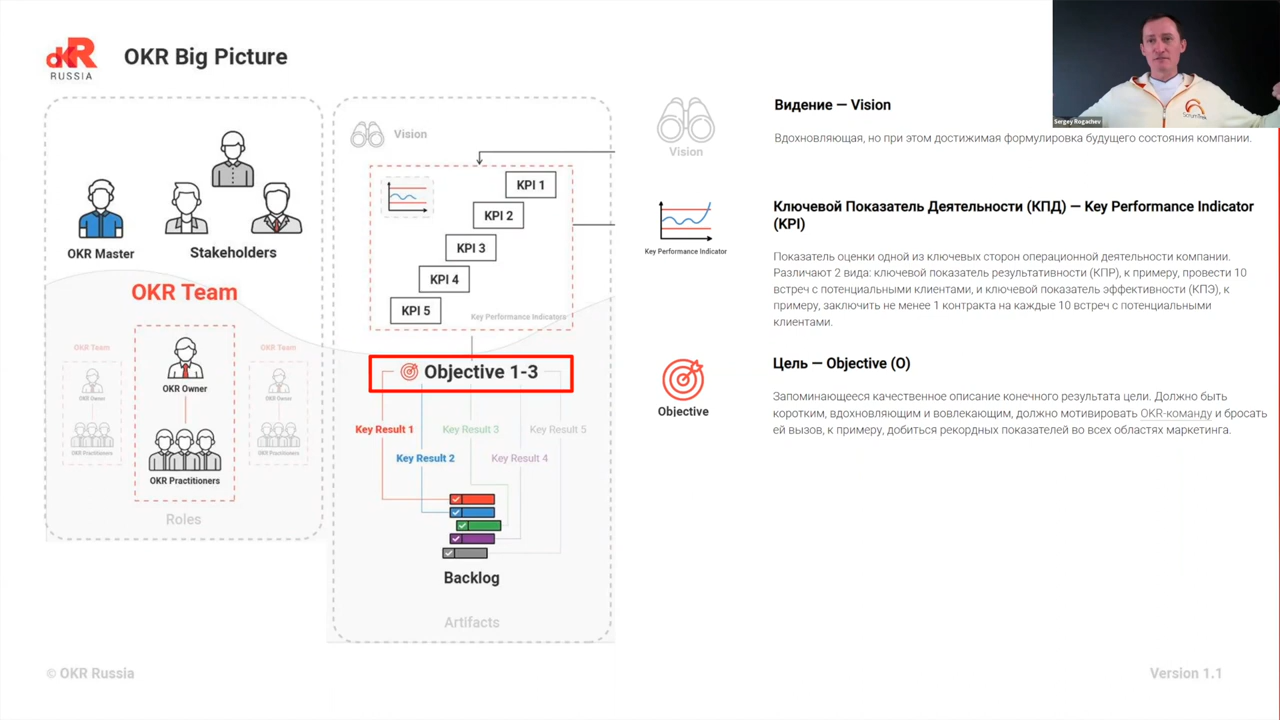 OKR
RUSSIA
OKR Big Picture
OKR Master
Stakeholders
OKR Team
OKR Team
OKR Owner
OKR Practitioners
OKR Owner
OKR Practitioners
OKR Team
OKR Owner
OKR Practitioners
Roles
Vision
KPI 1
KPI 2
KPI 3
KPI 4
KPI 5
Key Performance Indicators
Objective 1-3
Key Result 1
Key Result 3
Key Result 5
Key Result 2
Key Result 4
Backlog
Artifacts
Vision
Key Performance Indicator
Objective
Видение — Vision
Вдохновляющая, но при этом достижимая формулировка будущего состояния компании.
Ключевой Показатель Деятельности (КПД) — Key Performance Indicator
(KPI)
Показатель оценки одной из ключевых сторон операционной деятельности компании.
Различают 2 вида: ключевой показатель результативности (КПР), к примеру, провести 10
встреч с потенциальными клиентами, и ключевой показатель эффективности (КПЭ), к
примеру, заключить не менее 1 контракта на каждые 10 встреч с потенциальными
клиентами.
Цель — Objective (O)
Запоминающееся качественное описание конечного результата цели. Должно быть
коротким, вдохновляющим и вовлекающим, должно мотивировать OKR-команду и бросать
ей вызов, к примеру, добиться рекордных показателей во всех областях маркетинга.
Sergey Rogachev
ScrumTrek
© OKR Russia
Version 1.1